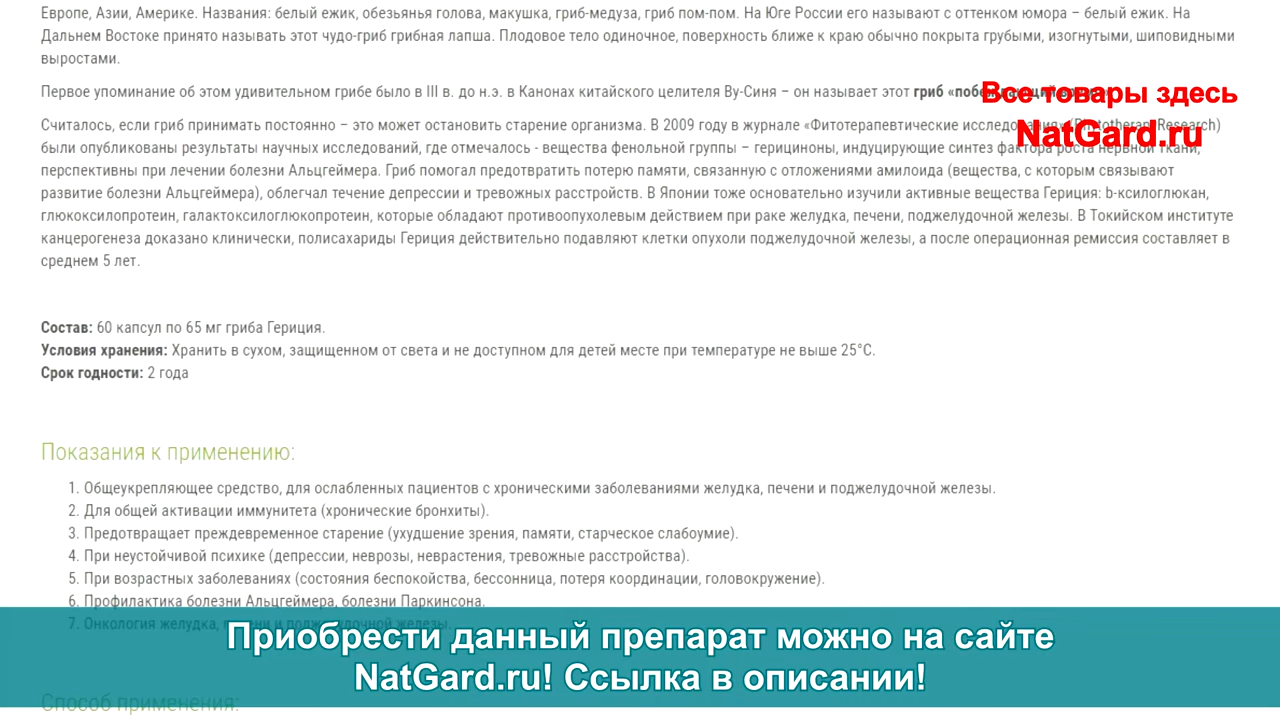 Европе, Азии, Америке. Названия: белый ежик, обезьянья голова, макушка, гриб-медуза, гриб пом-пом. На Юге России его называют с оттенком юмора – белый ежик. На
Дальнем Востоке принято называть этот чудо-гриб грибная лапша. Плодовое тело одиночное, поверхность ближе к краю обычно покрыта грубыми, изогнутыми, шиповидными
выростами.
Первое упоминание об этом удивительном грибе было в III в. до н.э. в Канонах китайского целителя Ву-Синя – он называет этот гриб
Все товары здесь
NatGard.ru
Считалось, если гриб принимать постоянно – это может остановить старение организма. В 2009 году в журнале «Фитотерапевтические исследования» (Phytotherapy Research)
были опубликованы результаты научных исследований, где отмечалось - вещества фенольной группы – герициноны, индуцирующие синтез фактора роста нервной ткани,
перспективны при лечении болезни Альцгеймера. Гриб помогал предотвратить потерю памяти, связанную с отложениями амилоида (вещества, с которым связывают
развитие болезни Альцгеймера), облегчал течение депрессии и тревожных расстройств. В Японии тоже основательно изучили активные вещества Гериция: b-ксилоглюкан,
глюкоксилопротеин, галактоксилоглюкопротеин, которые обладают противоопухолевым действием при раке желудка, печени, поджелудочной железы. В Токийском институте
канцерогенеза доказано клинически, полисахариды Гериция действительно подавляют клетки опухоли поджелудочной железы, а после операционная ремиссия составляет в
среднем 5 лет.
Состав: 60 капсул по 65 мг гриба Гериция.
Условия хранения: Хранить в сухом, защищенном от света и не доступном для детей месте при температуре не выше 25°С.
Срок годности: 2 года
Показания к применению:
1. Общеукрепляющее средство, для ослабленных пациентов с хроническими заболеваниями желудка, печени и поджелудочной железы.
2. Для общей активации иммунитета (хронические бронхиты).
3. Предотвращает преждевременное старение (ухудшение зрения, памяти, старческое слабоумие).
4. При неустойчивой психике (депрессии, неврозы, неврастения, тревожные расстройства).
5. При возрастных заболеваниях (состояния беспокойства, бессонница, потеря координации, головокружение).
6. Профилактика болезни Альцгеймера, болезни Паркинсона.
7. Онкология желудка, печени и поджелудочной железы.
Приобрести данный препарат можно на сайте
NatGard.ru! Ссылка в описании!
Способ применения: